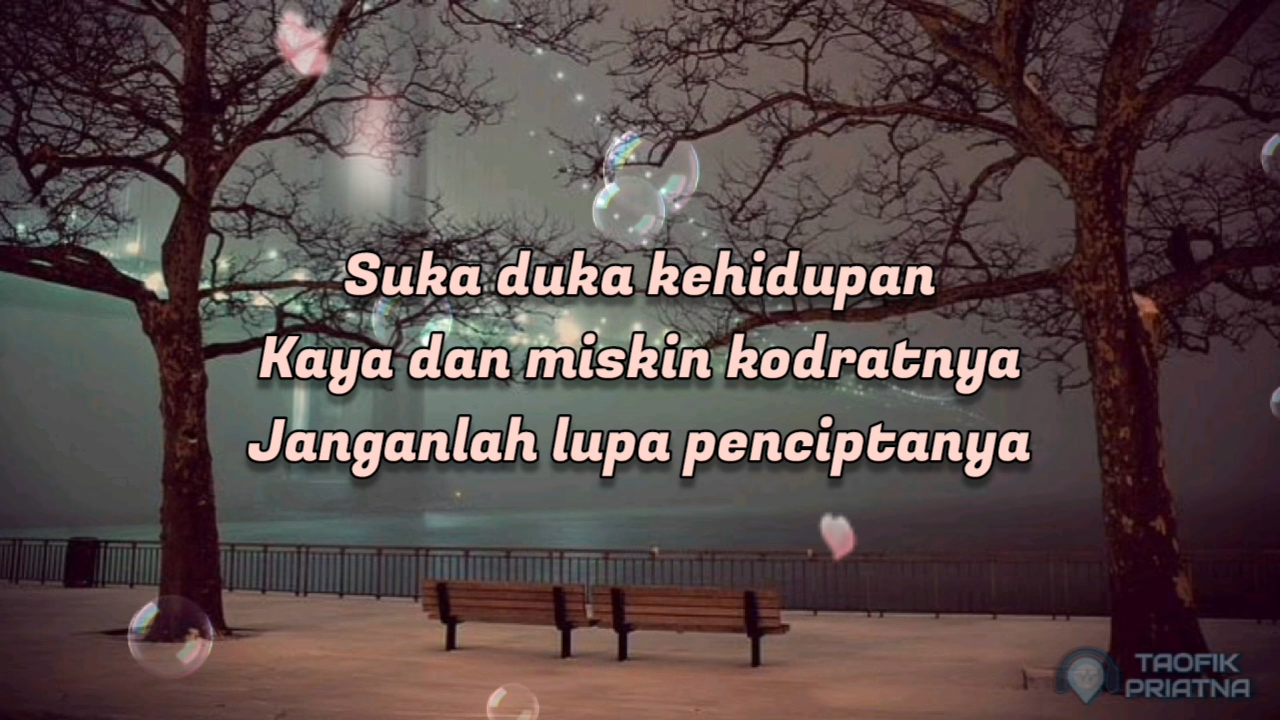 Suka duka kehidupan
Kaya dan miskin kodratnya
Janganlah lupa penciptanya
TAOFIK
PRIATNA